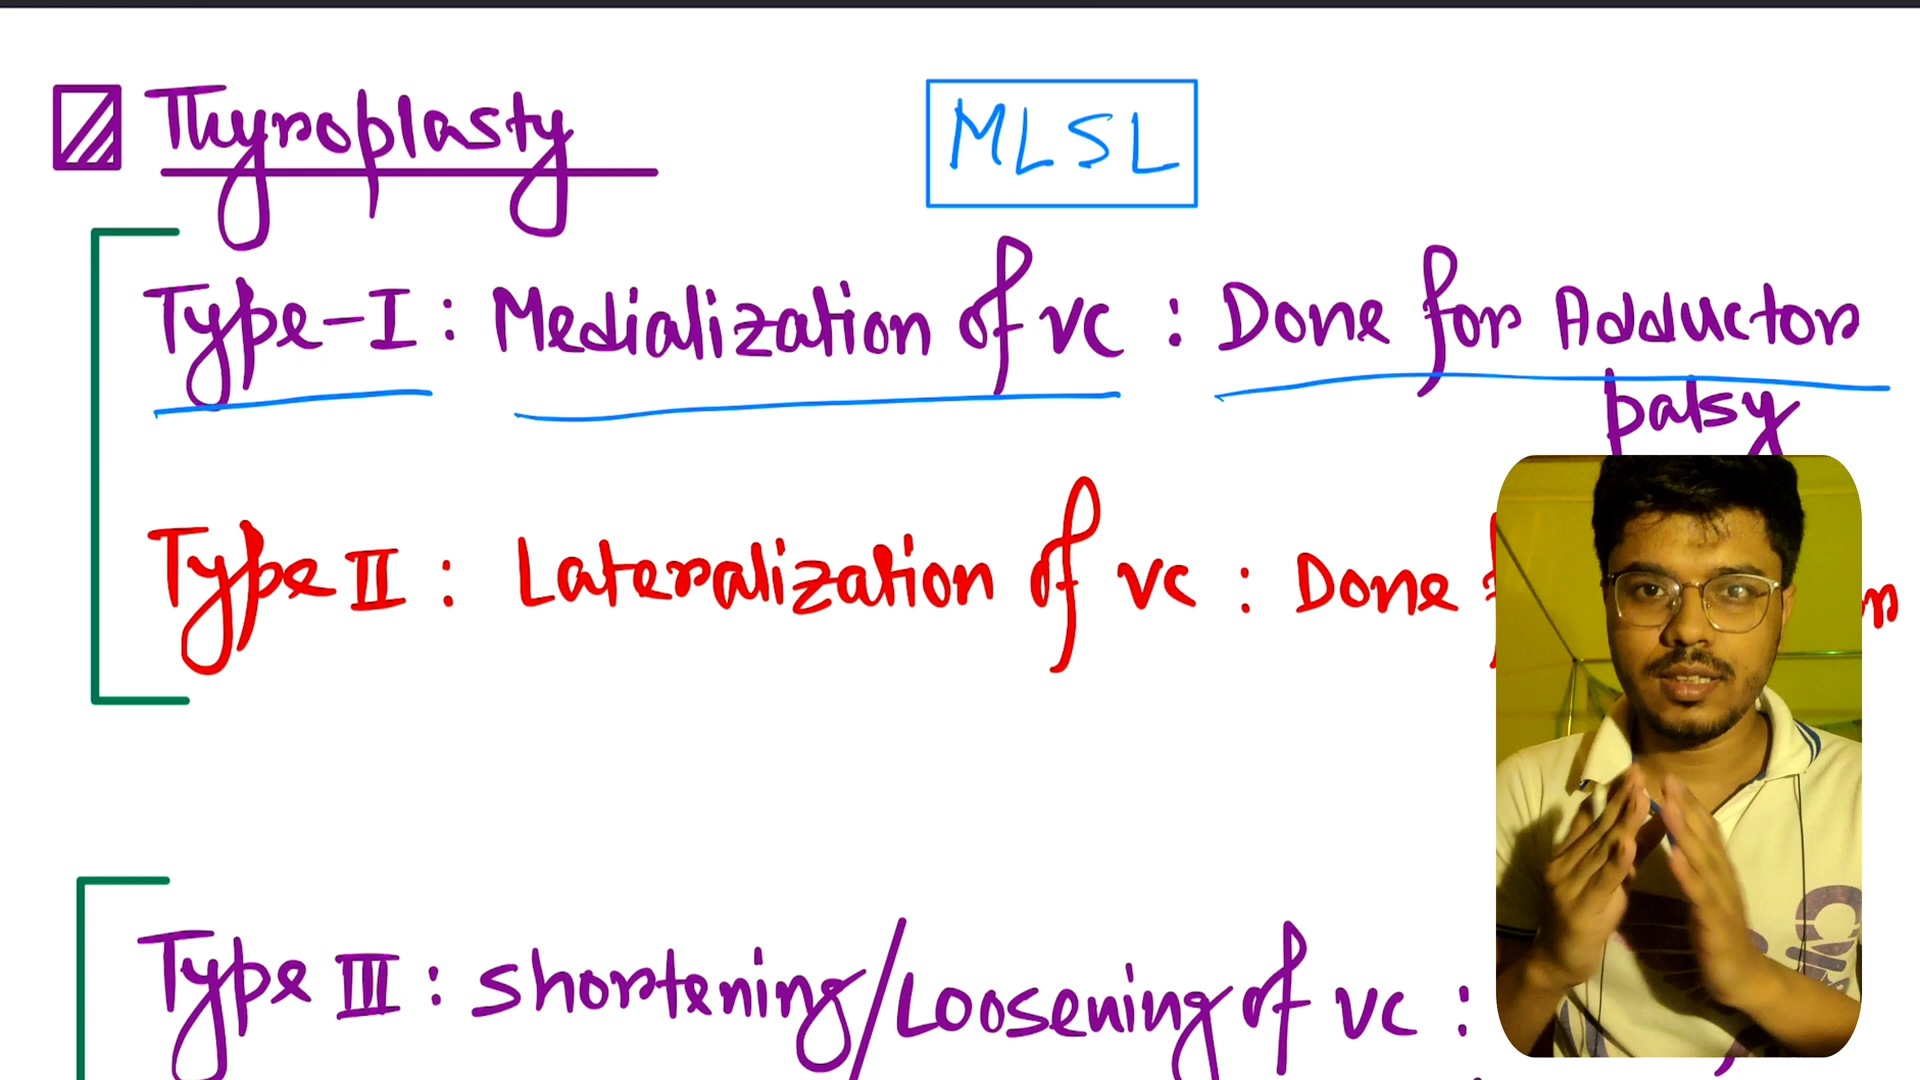 Thyroplasty
MLSL
Type-I : Medialization of vc : Done for Adductor
palsy
Type II : Lateralization of vc : Done
Type III : shortening/Loosening of vc :